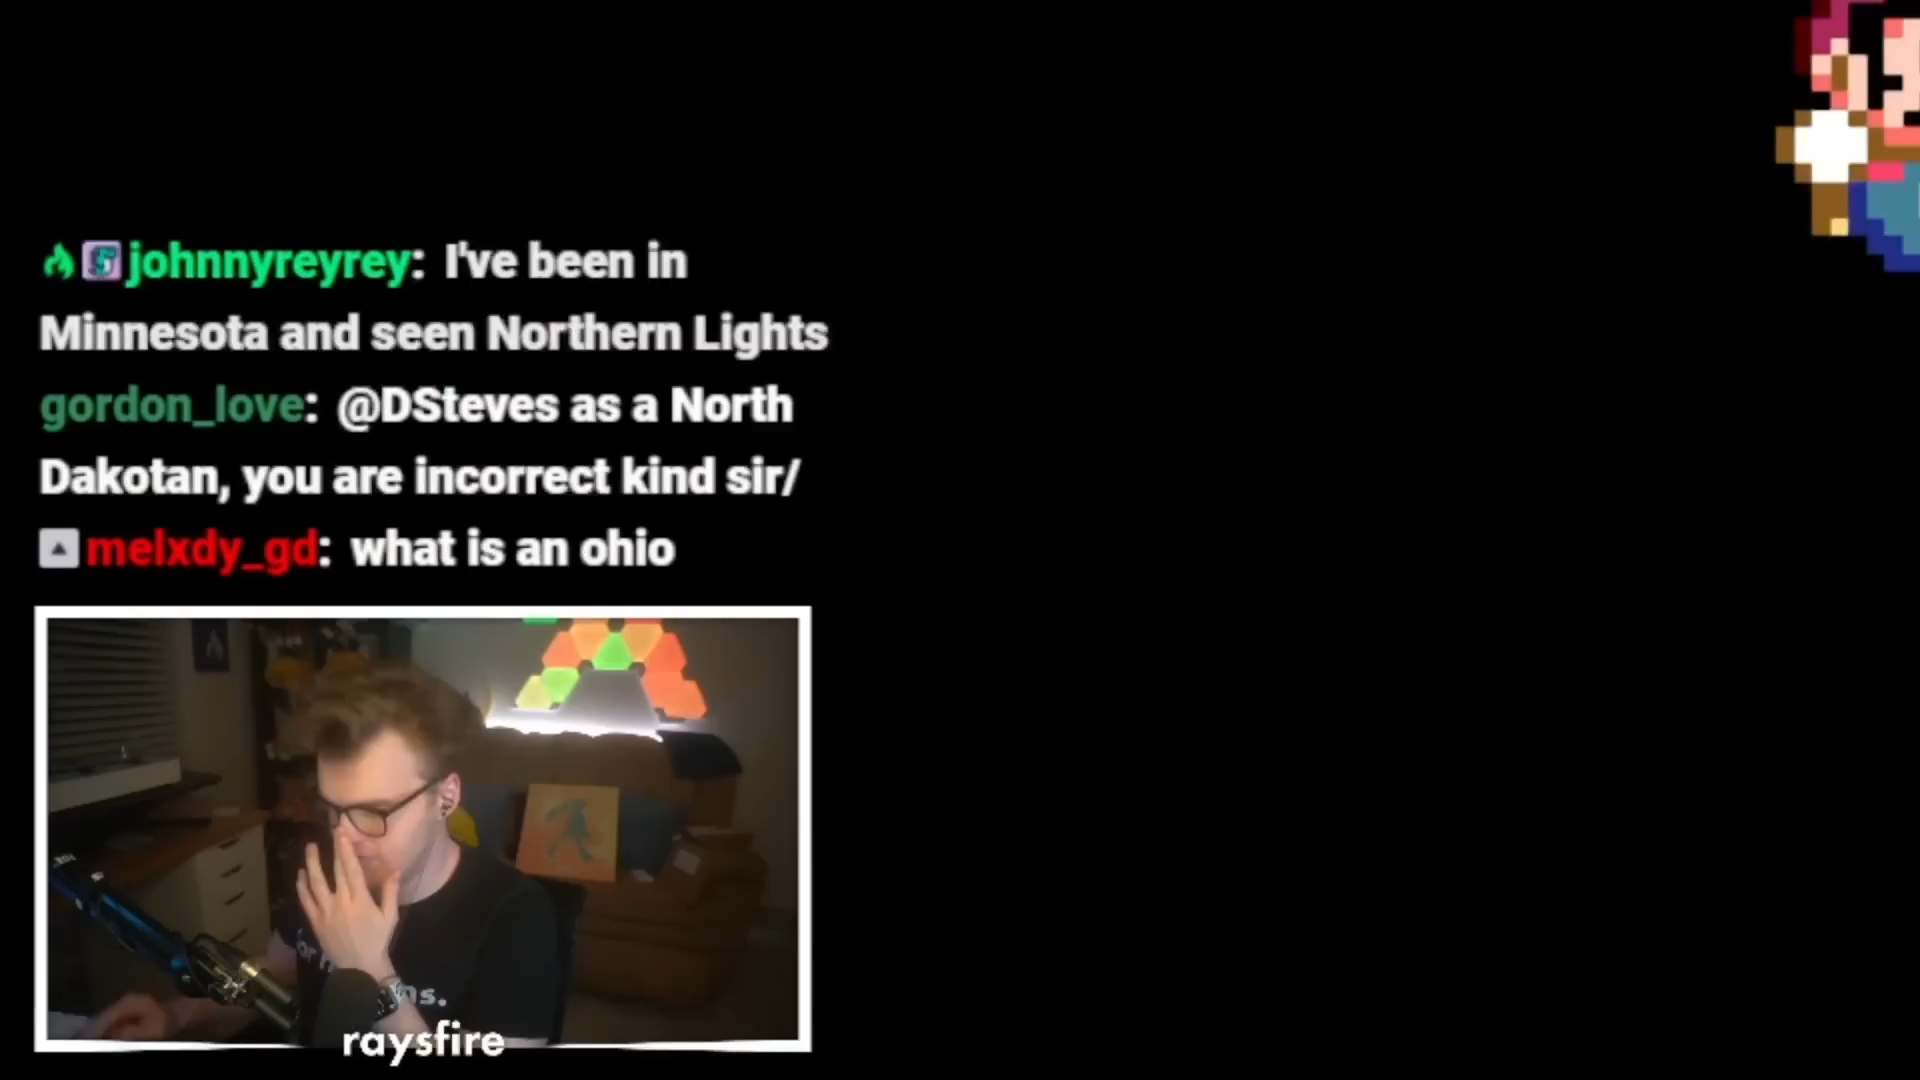 johnnyreyrey: I've been in
Minnesota and seen Northern Lights
gordon_love: @DSteves as a North
Dakotan, you are incorrect kind sir/
melxdy_gd: what is an ohio
raysfire